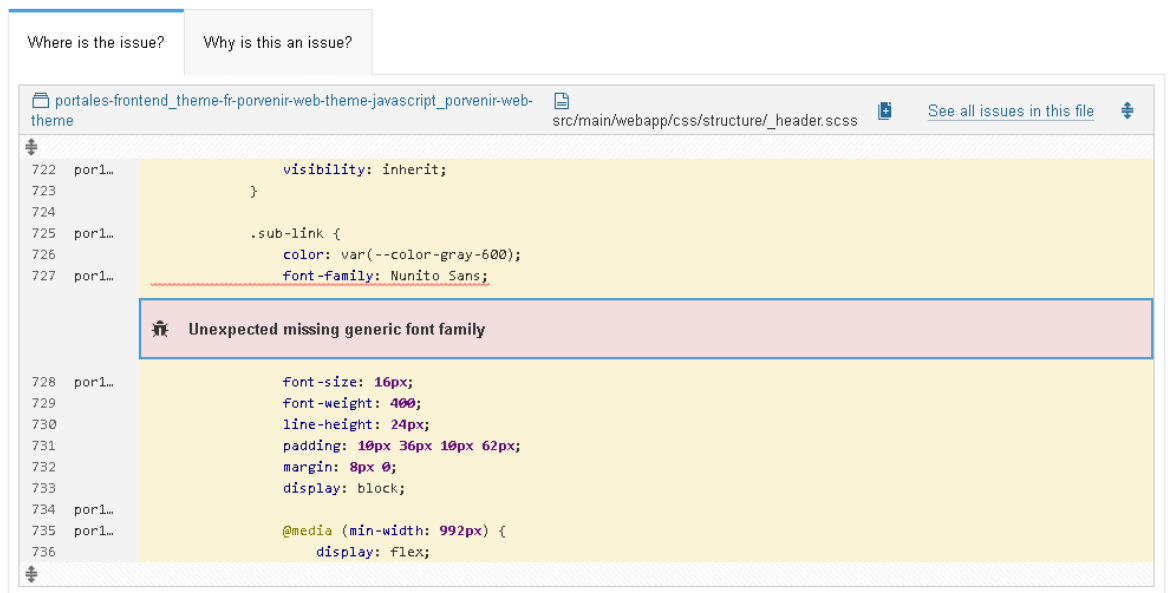 Where is the issue? Why is this an issue?
portales-frontend_theme-fr-porvenir-web-theme-javascript_porvenir-web-
theme
src/main/webapp/css/structure/_header.scss
See all issues in this file
722 por1… visibility: inherit;
723 }
724
725 por1… .sub-link {
726 color: var(--color-gray-600);
727 por1… font-family: Nunito Sans;
Unexpected missing generic font family
728 por1… font-size: 16px;
729 font-weight: 400;
730 line-height: 24px;
731 padding: 10px 36px 10px 62px;
732 margin: 8px 0;
733 display: block;
734 por1…
735 por1… @media (min-width: 992px) {
736 display: flex;